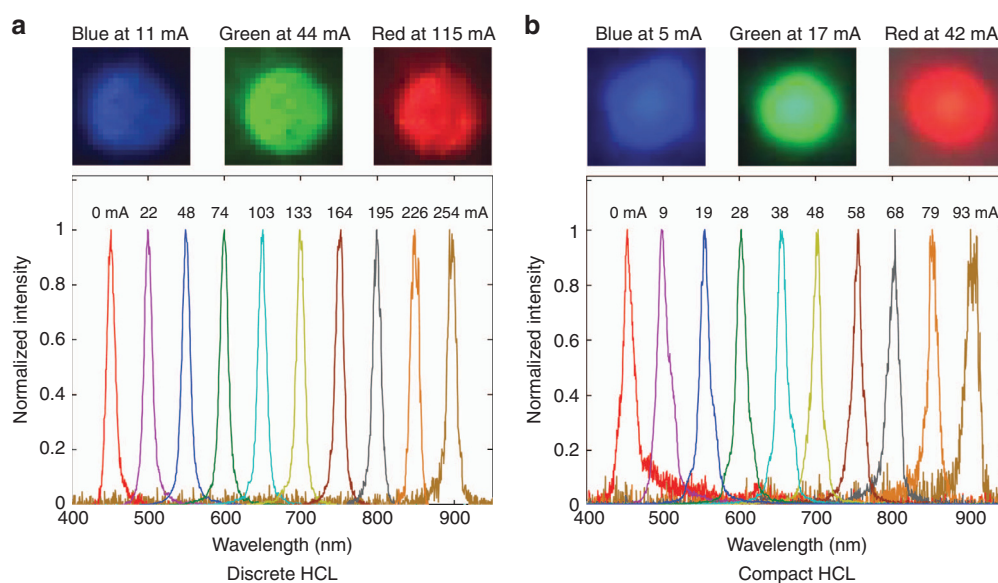 a
Blue at 11 mA Green at 44 mA Red at 115 mA
0 mA 22 48 74 103 133 164 195 226 254 mA
1
0.8
0.6
0.4
0.2
0
Normalized intensity
400 500 600 700 800 900
Wavelength (nm)
Discrete HCL
b
Blue at 5 mA Green at 17 mA Red at 42 mA
0 mA 9 19 28 38 48 58 68 79 93 mA
1
0.8
0.6
0.4
0.2
0
Normalized intensity
400 500 600 700 800 900
Wavelength (nm)
Compact HCL